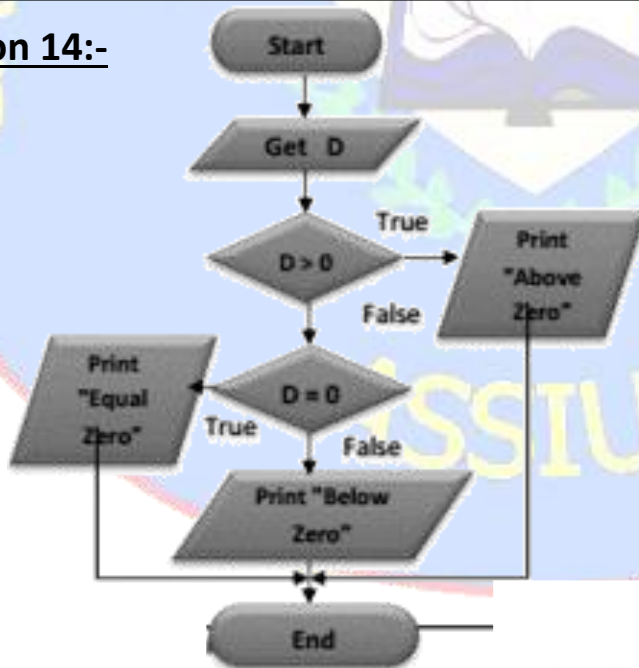 on 14:-
Start
Get D
True
D > 0
Print
"Above
Zero"
False
Print
"Equal
Zero"
D = 0
True
False
Print "Below
Zero"
End